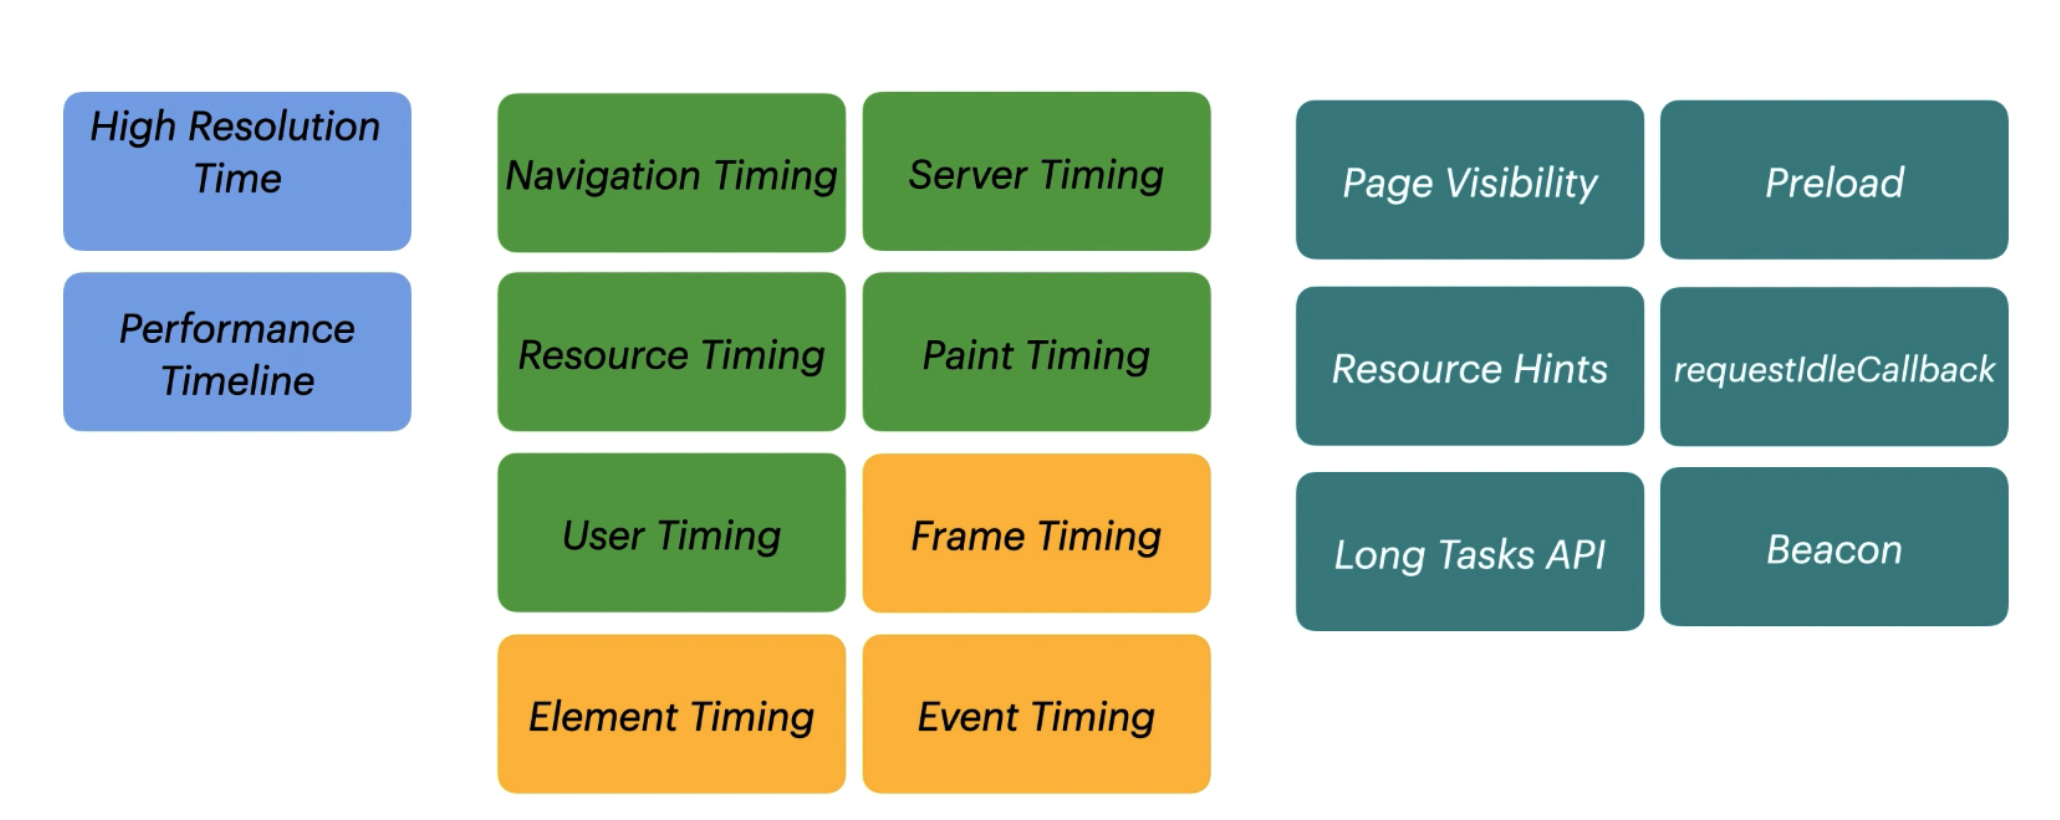 High Resolution
Time
Performance
Timeline
Navigation Timing
Server Timing
Resource Timing
Paint Timing
User Timing
Frame Timing
Element Timing
Event Timing
Page Visibility
Preload
Resource Hints
requestIdleCallback
Long Tasks API
Beacon